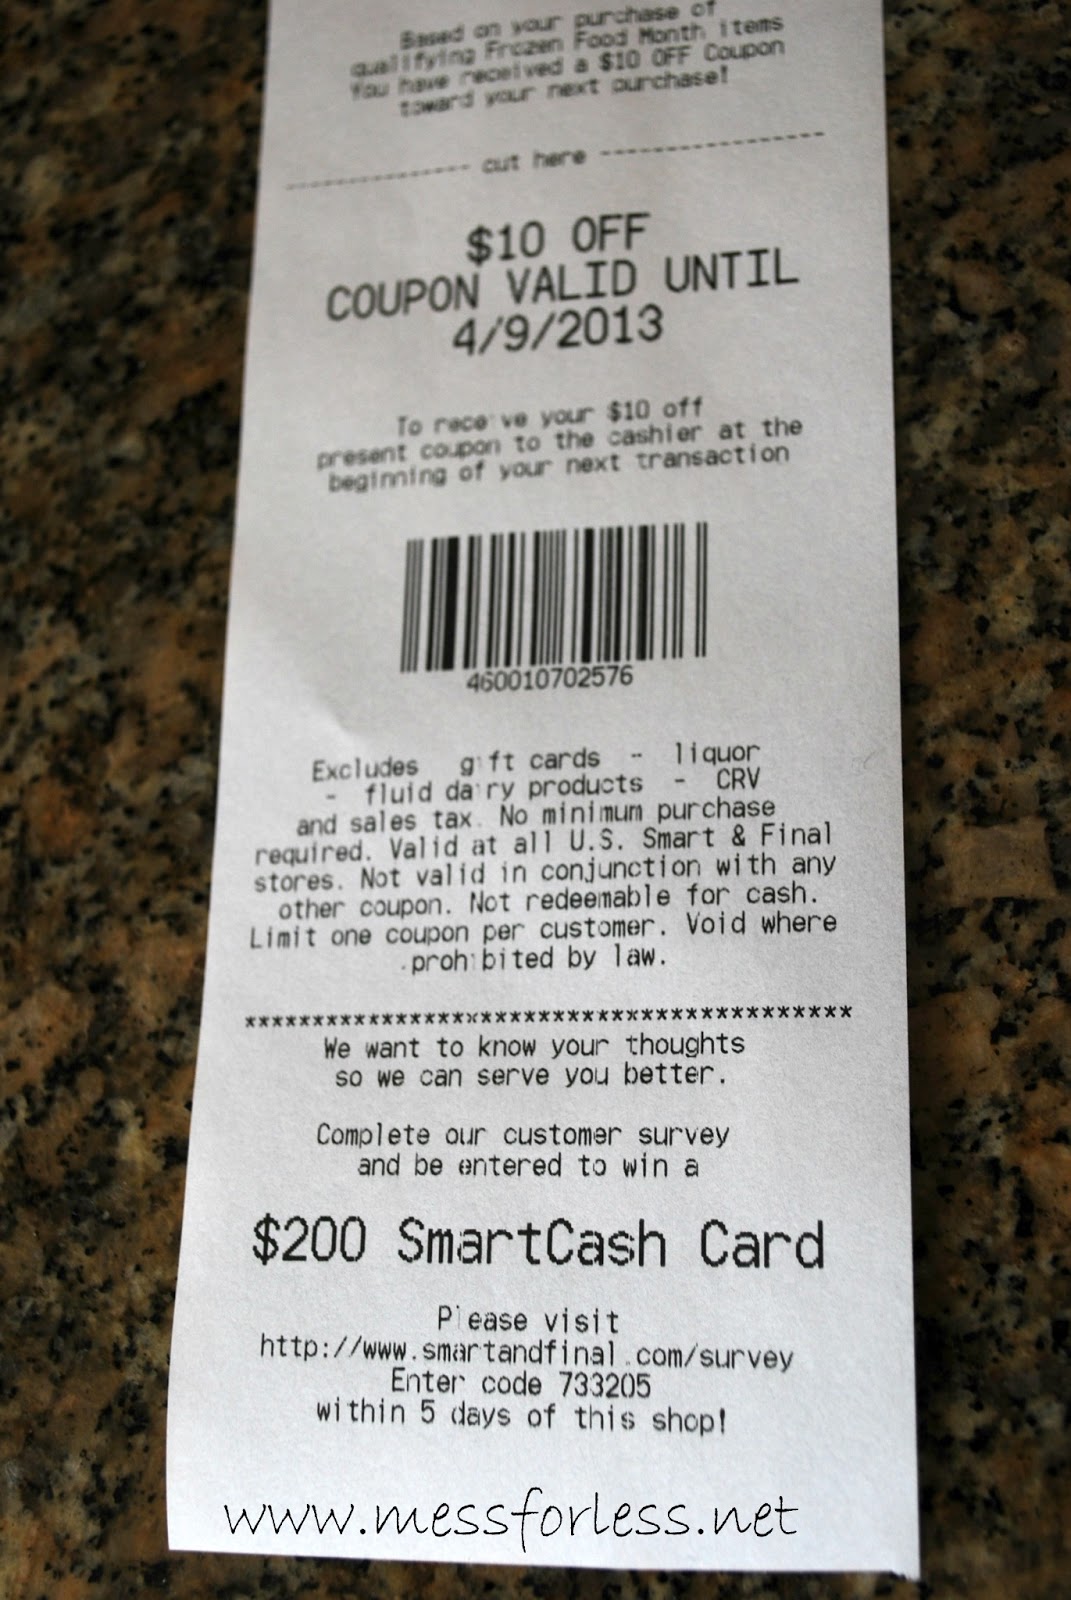 Based on your purchase of
qualifying Frozen Food Month items
You have received a $10 OFF Coupon
toward your next purchase!
---------------- cut here --------------------
$10 OFF
COUPON VALID UNTIL
4/9/2013
To receive your $10 off
present coupon to the cashier at the
beginning of your next transaction
460010702576
Excludes gift cards - liquor
- fluid dairy products - CRV
and sales tax. No minimum purchase
required. Valid at all U.S. Smart & Final
stores. Not valid in conjunction with any
other coupon. Not redeemable for cash.
Limit one coupon per customer. Void where
prohibited by law.
*********************************************
We want to know your thoughts
so we can serve you better.
Complete our customer survey
and be entered to win a
$200 SmartCash Card
Please visit
http://www.smartandfinal.com/survey
Enter code 733205
within 5 days of this shop!
www.messforless.net